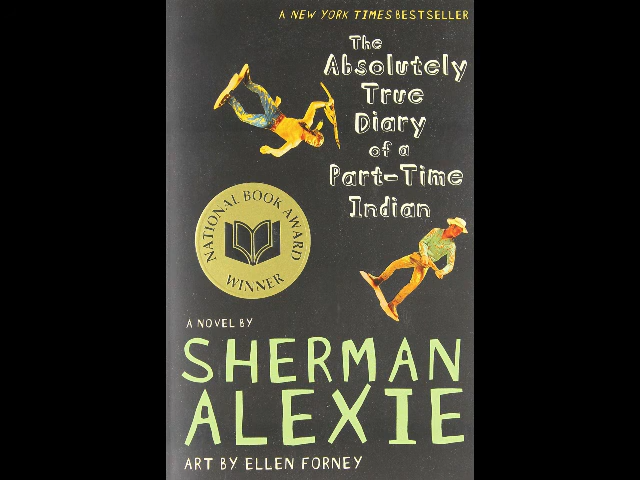 A NEW YORK TIMES BESTSELLER
The
Absolutely
True
Diary
of a
Part-Time
Indian
NATIONAL BOOK AWARD
WINNER
A NOVEL BY
SHERMAN
ALEXIE
ART BY ELLEN FORNEY